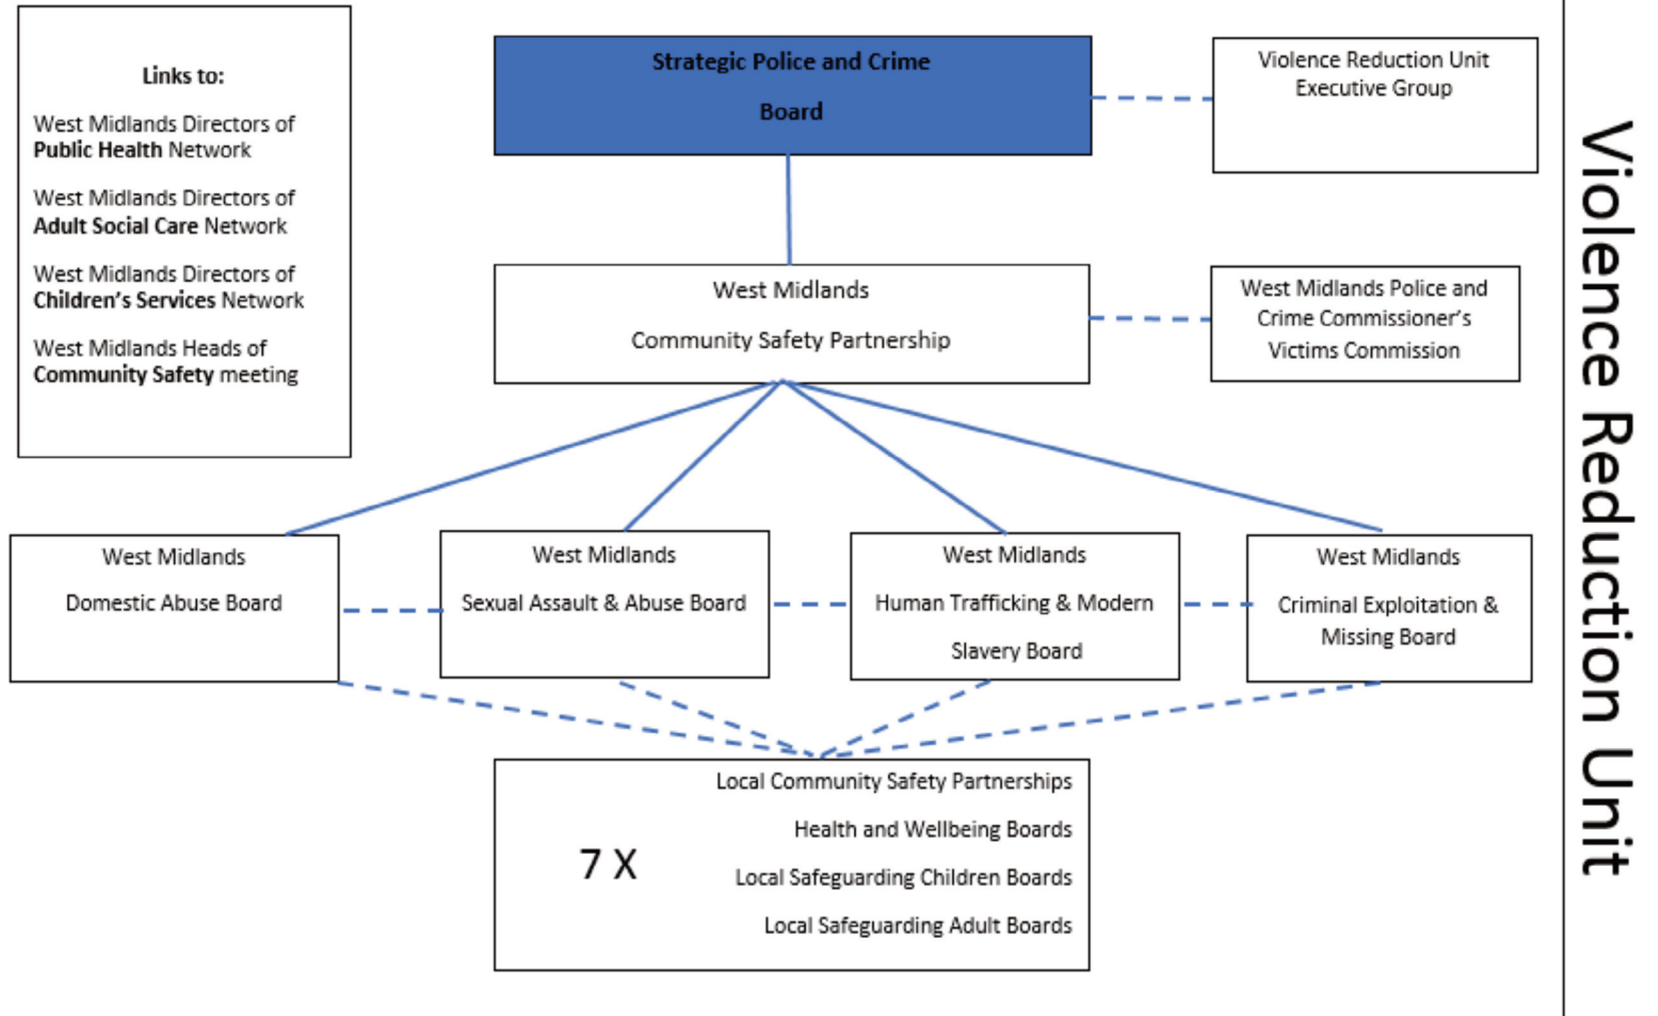 Links to:
West Midlands Directors of
Public Health Network
West Midlands Directors of
Adult Social Care Network
West Midlands Directors of
Children's Services Network
West Midlands Heads of
Community Safety meeting
Strategic Police and Crime
Board
Violence Reduction Unit
Executive Group
West Midlands
Community Safety Partnership
West Midlands Police and
Crime Commissioner's
Victims Commission
West Midlands
Domestic Abuse Board
West Midlands
Sexual Assault & Abuse Board
West Midlands
Human Trafficking & Modern
Slavery Board
West Midlands
Criminal Exploitation &
Missing Board
7 X
Local Community Safety Partnerships
Health and Wellbeing Boards
Local Safeguarding Children Boards
Local Safeguarding Adult Boards
Violence Reduction Unit